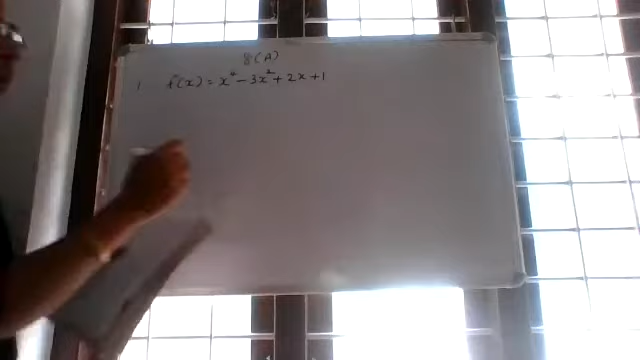 8(A)
1 f(x) = x⁴ - 3x² + 2x + 1